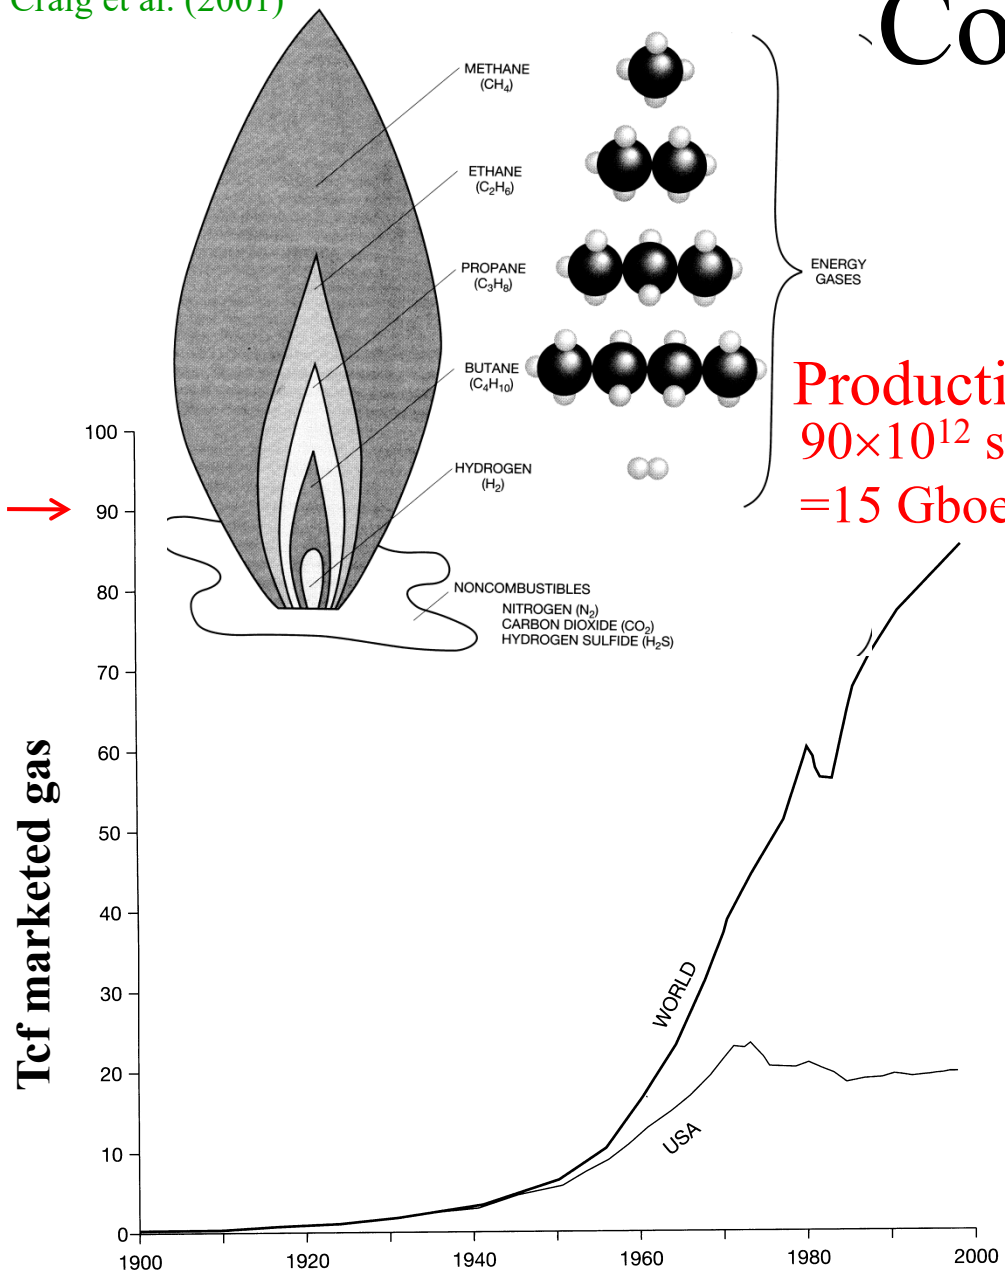 Craig et al. (2001)
Co
METHANE
(CH₄)
ETHANE
(C₂H₆)
PROPANE
(C₃H₈)
BUTANE
(C₄H₁₀)
HYDROGEN
(H₂)
ENERGY
GASES
NONCOMBUSTIBLES
NITROGEN (N₂)
CARBON DIOXIDE (CO₂)
HYDROGEN SULFIDE (H₂S)
Producti
90×10¹² s
=15 Gboe
Tcf marketed gas
100
90
80
70
60
50
40
30
20
10
0
WORLD
USA
1900
1920
1940
1960
1980
2000